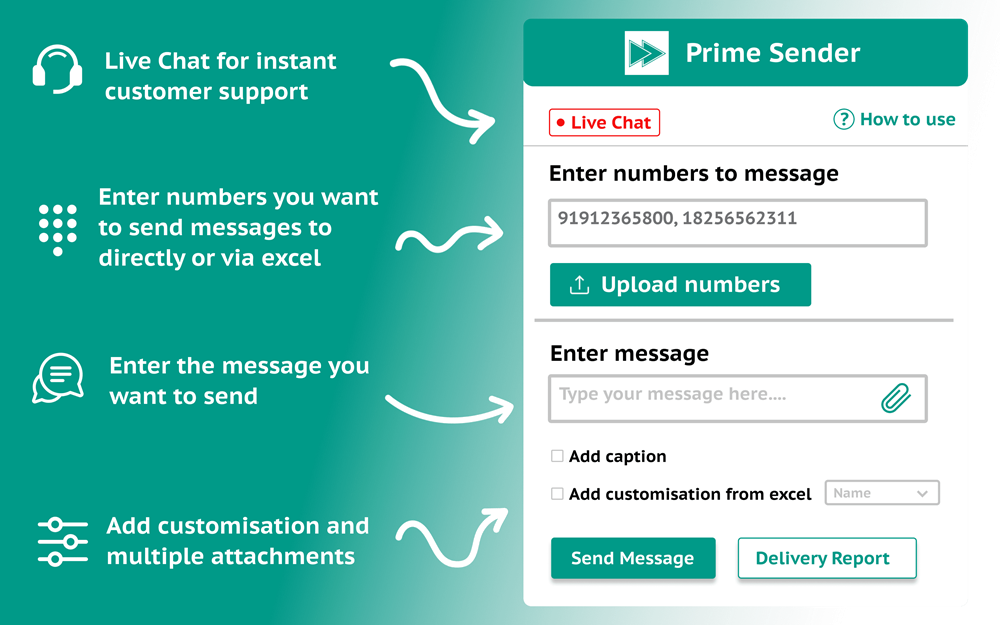 Live Chat for instant
customer support
Enter numbers you want
to send messages to
directly or via excel
Enter the message you
want to send
Add customisation and
multiple attachments
Prime Sender
Live Chat
? How to use
Enter numbers to message
91912365800, 18256562311
Upload numbers
Enter message
Type your message here....
Add caption
Add customisation from excel Name
Send Message Delivery Report